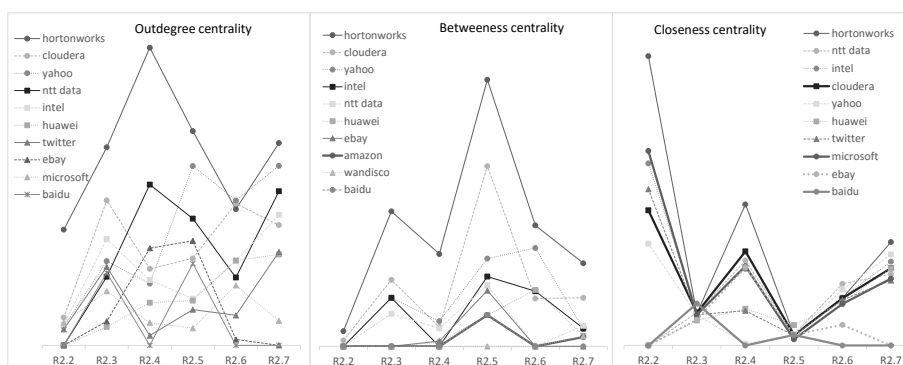 Outdegree centrality
hortonworks
cloudera
yahoo
ntt data
intel
huawei
twitter
ebay
microsoft
baidu
R2.2 R2.3 R2.4 R2.5 R2.6 R2.7
Betweeness centrality
hortonworks
cloudera
yahoo
intel
ntt data
huawei
ebay
amazon
wandisco
baidu
R2.2 R2.3 R2.4 R2.5 R2.6 R2.7
Closeness centrality
hortonworks
ntt data
intel
cloudera
yahoo
huawei
twitter
microsoft
ebay
baidu
R2.2 R2.3 R2.4 R2.5 R2.6 R2.7